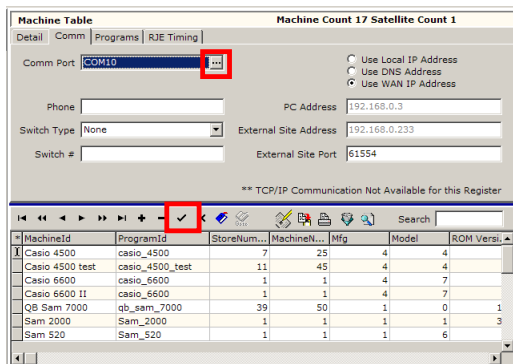 Machine Table Machine Count 17 Satellite Count 1
Detail Comm Programs RJE Timing
Comm Port COM10 ...
Use Local IP Address
Use DNS Address
Use WAN IP Address
Phone PC Address 192.168.0.3
Switch Type None External Site Address 192.168.0.233
Switch # External Site Port 61554
** TCP/IP Communication Not Available for this Register
Search
* MachineId ProgramId StoreNum... MachineN... Mfg Model ROM Versi...
Casio 4500 casio_4500 7 25 4 4
Casio 4500 test casio_4500_test 11 45 4 4
Casio 6600 casio_6600 1 1 4 7
Casio 6600 II casio_6600 1 1 4 7
QB Sam 7000 qb_sam_7000 39 50 1 0 1
Sam 2000 Sam_2000 1 1 1 1 3
Sam 520 Sam_520 1 1 1 6